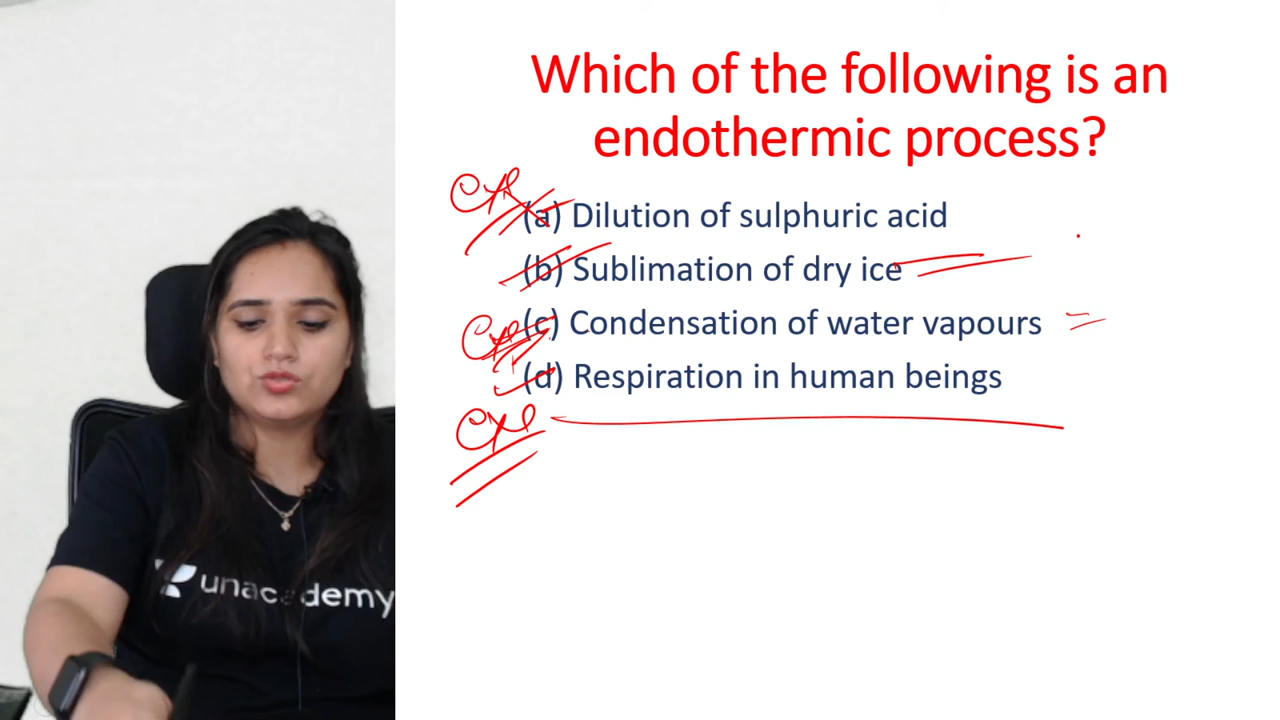 Which of the following is an
endothermic process?
(a) Dilution of sulphuric acid
(b) Sublimation of dry ice
(c) Condensation of water vapours
(d) Respiration in human beings
unacademy